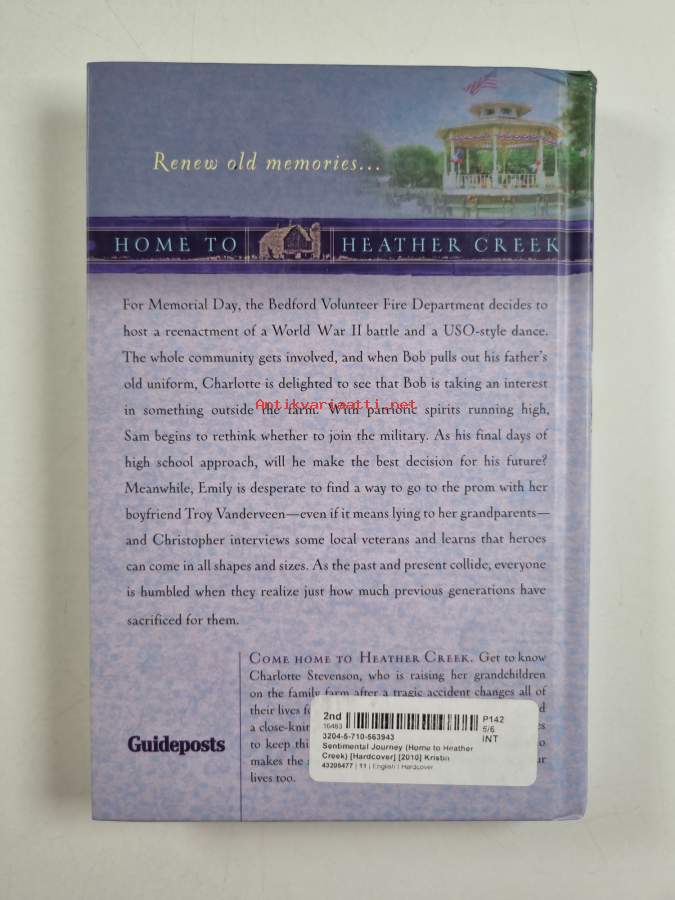 Renew old memories...
HOME TO HEATHER CREEK
For Memorial Day, the Bedford Volunteer Fire Department decides to
host a reenactment of a World War II battle and a USO-style dance.
The whole community gets involved, and when Bob pulls out his father's
old uniform, Charlotte is delighted to see that Bob is taking an interest
in something outside the farm. With patriotic spirits running high,
Antikvariaatti.net
Sam begins to rethink whether to join the military. As his final days of
high school approach, will he make the best decision for his future?
Meanwhile, Emily is desperate to find a way to go to the prom with her
boyfriend Troy Vanderveen—even if it means lying to her grandparents—
and Christopher interviews some local veterans and learns that heroes
can come in all shapes and sizes. As the past and present collide, everyone
is humbled when they realize just how much previous generations have
sacrificed for them.
COME HOME TO HEATHER CREEK. Get to know
Charlotte Stevenson, who is raising her grandchildren
on the family farm after a tragic accident changes all of
their lives
a close-knit
to keep
makes the
lives too.
Guideposts
2nd
16463
P142
5/6
INT
3204-5-710-563943
Sentimental Journey (Home to Heather
Creek) [Hardcover] [2010] Kristin
43206477 | 11 | English | Hardcover